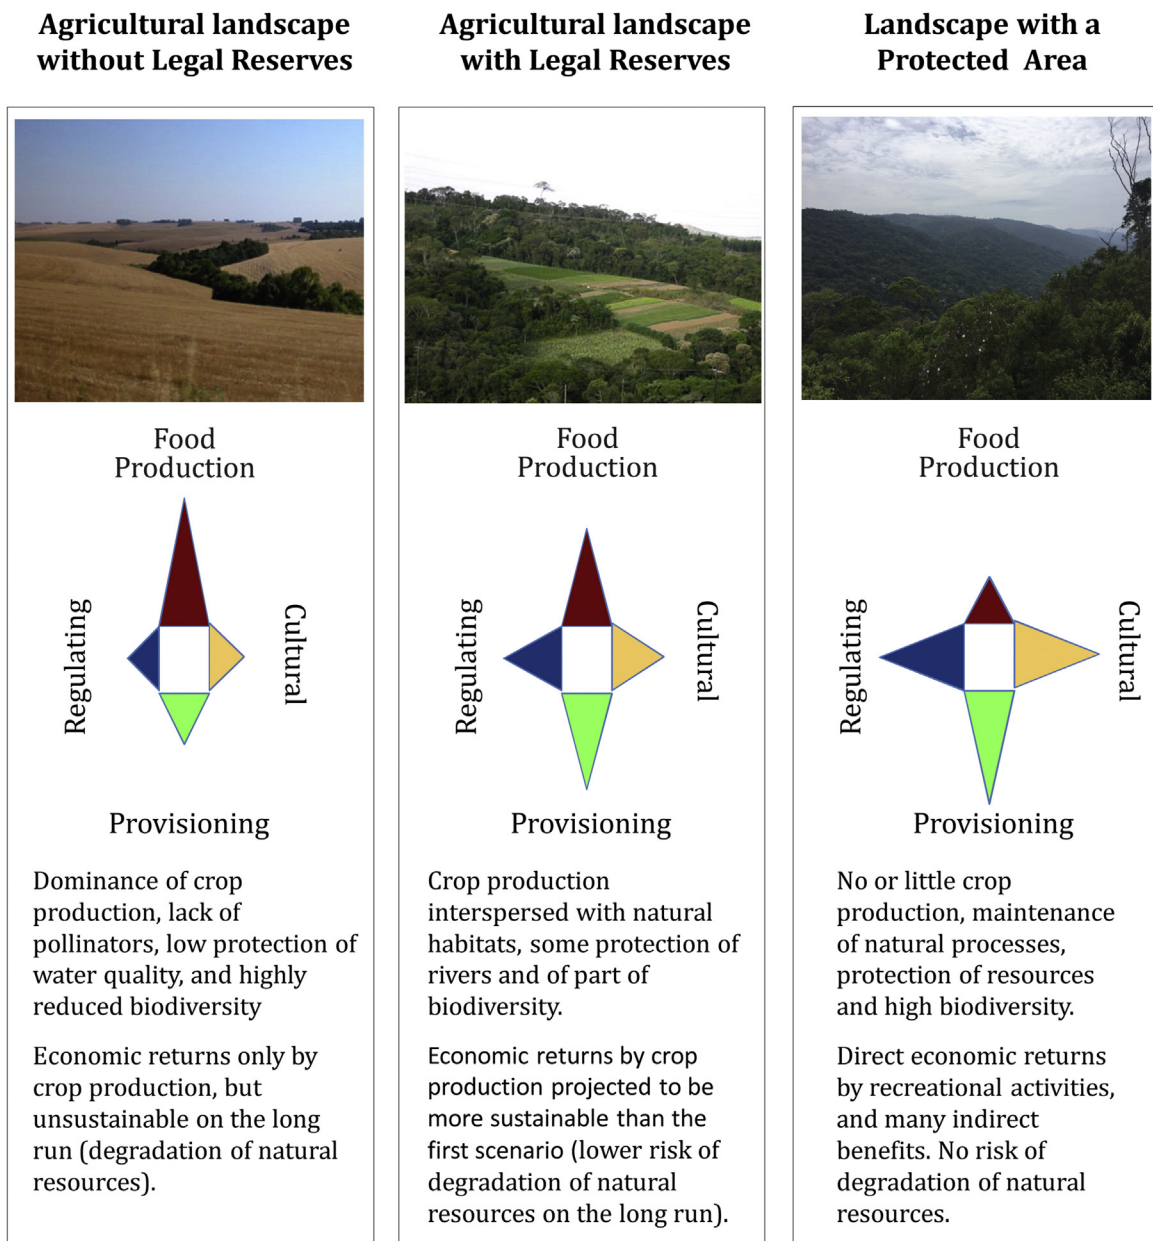 Agricultural landscape
without Legal Reserves
Food
Production
Regulating
Cultural
Provisioning
Dominance of crop
production, lack of
pollinators, low protection of
water quality, and highly
reduced biodiversity
Economic returns only by
crop production, but
unsustainable on the long
run (degradation of natural
resources).
Agricultural landscape
with Legal Reserves
Food
Production
Regulating
Cultural
Provisioning
Crop production
interspersed with natural
habitats, some protection of
rivers and of part of
biodiversity.
Economic returns by crop
production projected to be
more sustainable than the
first scenario (lower risk of
degradation of natural
resources on the long run).
Landscape with a
Protected Area
Food
Production
Regulating
Cultural
Provisioning
No or little crop
production, maintenance
of natural processes,
protection of resources
and high biodiversity.
Direct economic returns
by recreational activities,
and many indirect
benefits. No risk of
degradation of natural
resources.